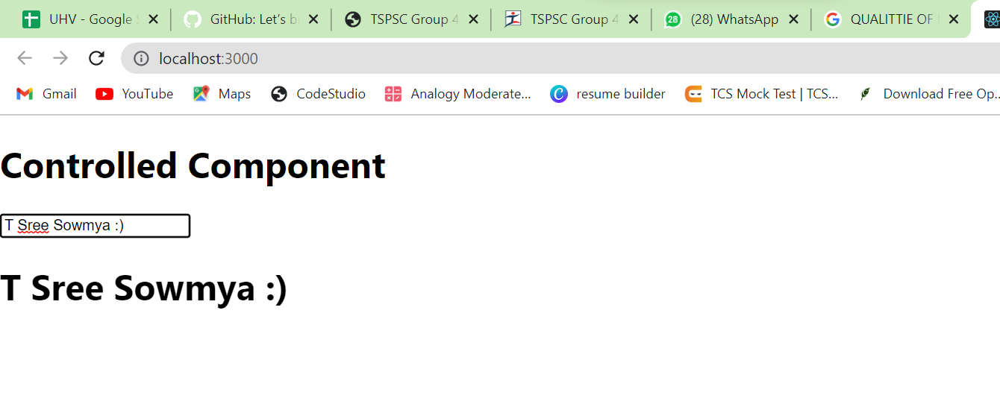 UHV - Google
GitHub: Let's b
TSPSC Group 4
TSPSC Group 4
28
(28) WhatsApp
QUALITTIE OF
localhost:3000
Gmail
YouTube
Maps
CodeStudio
Analogy Moderate...
resume builder
TCS Mock Test | TCS...
Download Free Op...
Controlled Component
T Sree Sowmya :)
T Sree Sowmya :)